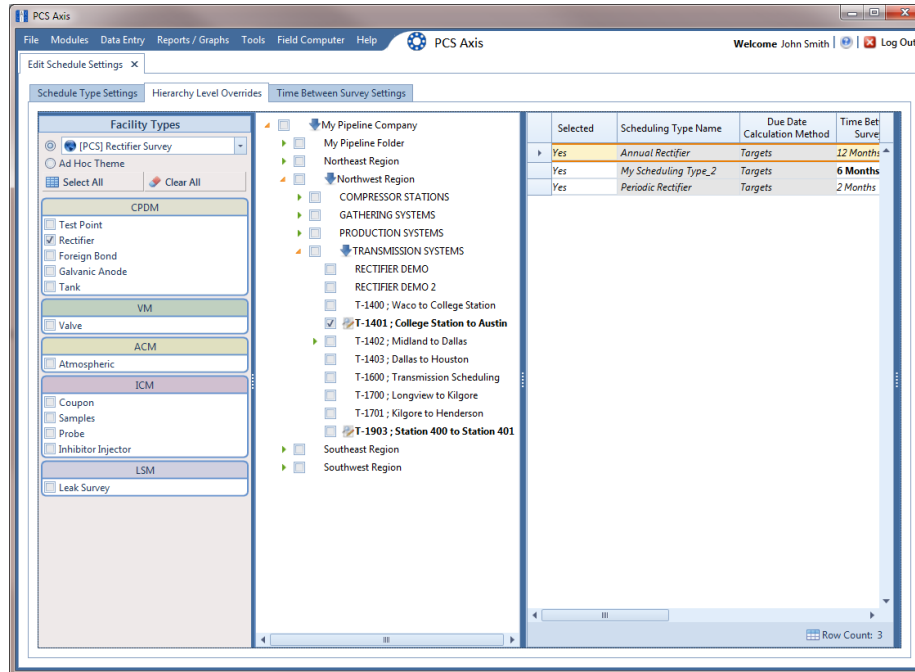 PCS Axis
File Modules Data Entry Reports / Graphs Tools Field Computer Help PCS Axis Welcome John Smith Log Out
Edit Schedule Settings
Schedule Type Settings Hierarchy Level Overrides Time Between Survey Settings
Facility Types
[PCS] Rectifier Survey
Ad Hoc Theme
Select All Clear All
CPDM
Test Point
Rectifier
Foreign Bond
Galvanic Anode
Tank
VM
Valve
ACM
Atmospheric
ICM
Coupon
Samples
Probe
Inhibitor Injector
LSM
Leak Survey
My Pipeline Company
My Pipeline Folder
Northeast Region
Northwest Region
COMPRESSOR STATIONS
GATHERING SYSTEMS
PRODUCTION SYSTEMS
TRANSMISSION SYSTEMS
RECTIFIER DEMO
RECTIFIER DEMO 2
T-1400 ; Waco to College Station
T-1401 ; College Station to Austin
T-1402 ; Midland to Dallas
T-1403 ; Dallas to Houston
T-1600 ; Transmission Scheduling
T-1700 ; Longview to Kilgore
T-1701 ; Kilgore to Henderson
T-1903 ; Station 400 to Station 401
Southeast Region
Southwest Region
Selected Scheduling Type Name Due Date Calculation Method Time Bet Surve
Yes Annual Rectifier Targets 12 Months
Yes My Scheduling Type_2 Targets 6 Months
Yes Periodic Rectifier Targets 2 Months
Row Count: 3